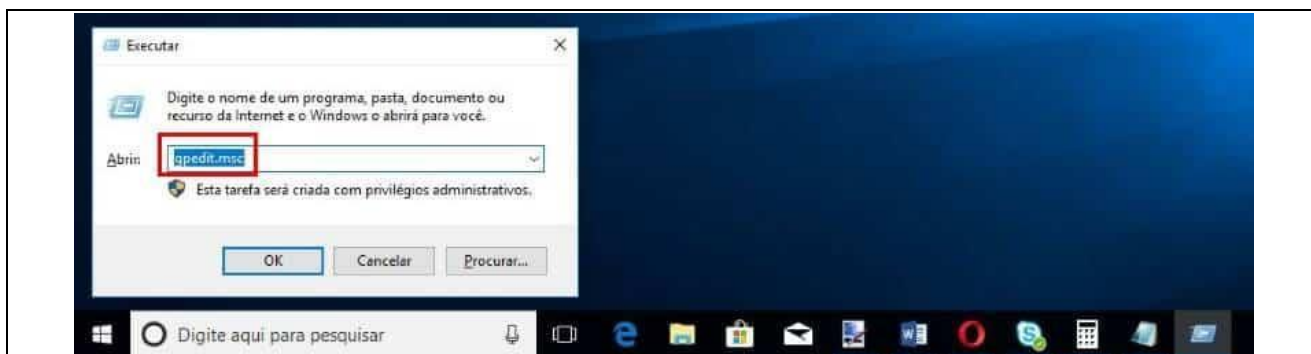 Executar
Digite o nome de um programa, pasta, documento ou
recurso da Internet e o Windows o abrirá para você.
Abrir: gpedit.msc
Esta tarefa será criada com privilégios administrativos.
OK Cancelar Procurar...
Digite aqui para pesquisar